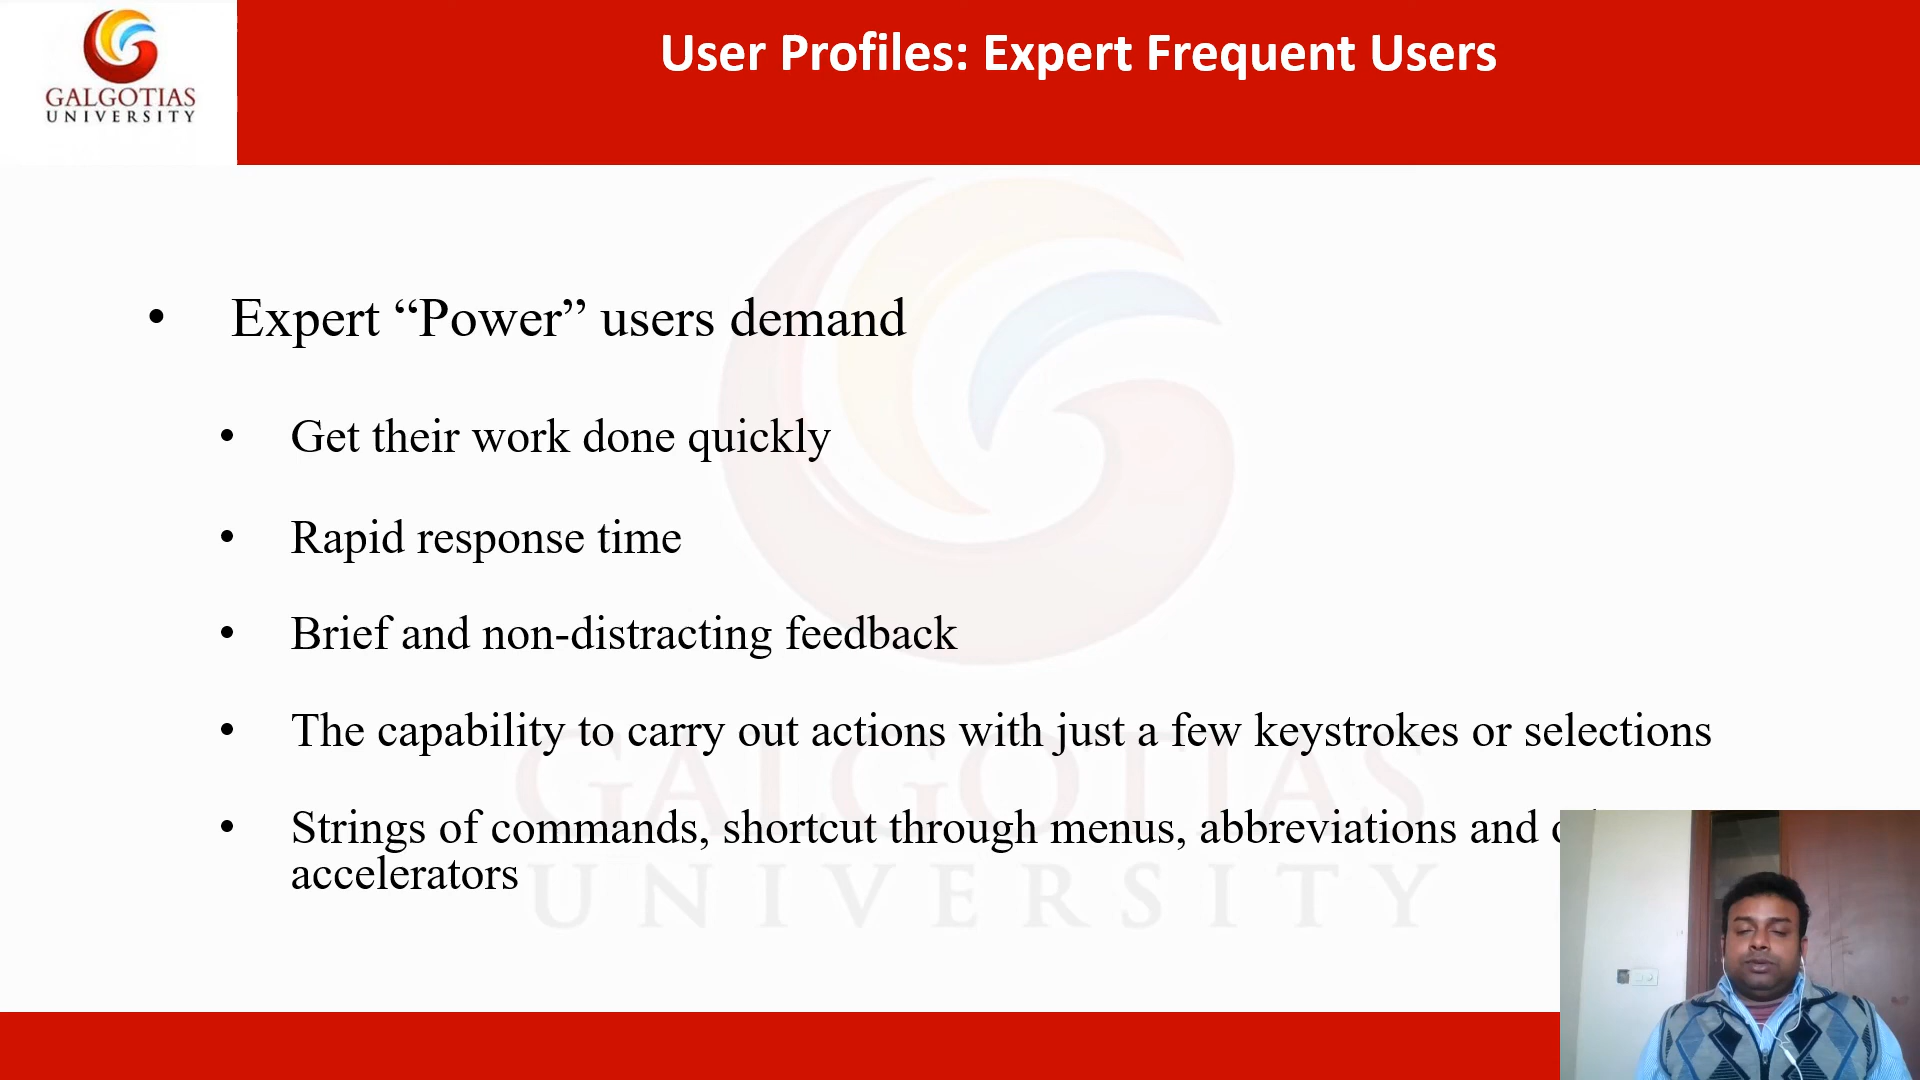 GALGOTIAS
UNIVERSITY
User Profiles: Expert Frequent Users
• Expert “Power” users demand
• Get their work done quickly
• Rapid response time
• Brief and non-distracting feedback
• The capability to carry out actions with just a few keystrokes or selections
• Strings of commands, shortcut through menus, abbreviations and
accelerators
GALGOTIAS
UNIVERSITY